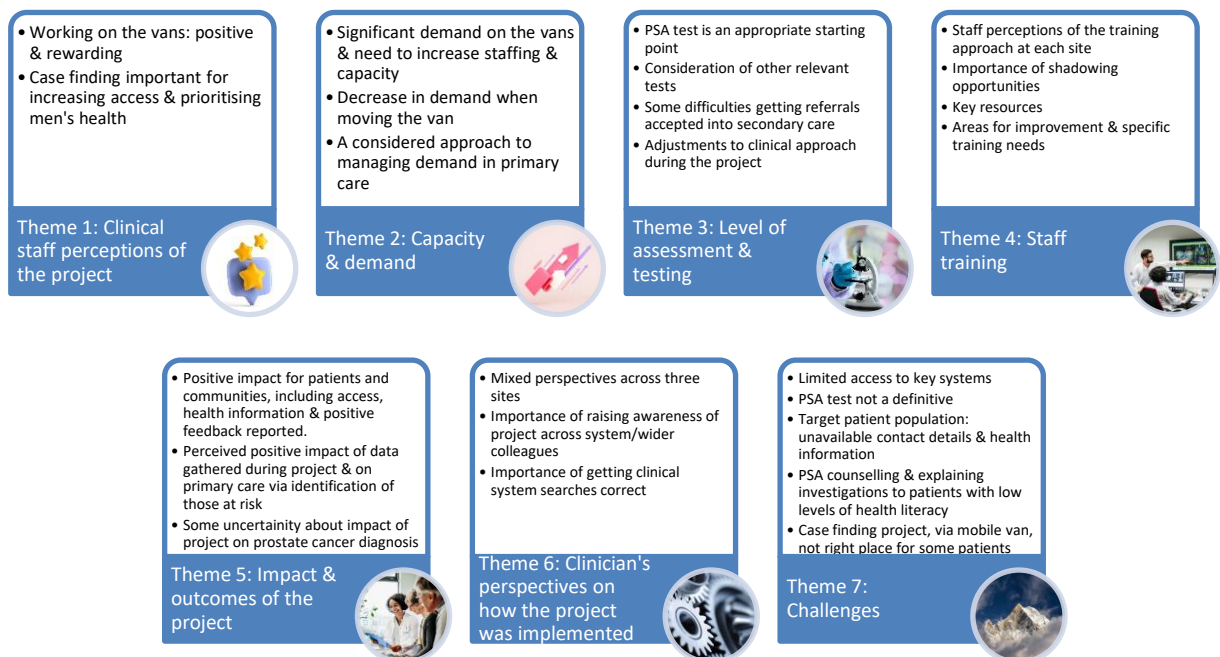 • Working on the vans: positive
& rewarding
• Case finding important for
increasing access & prioritising
men's health
Theme 1: Clinical
staff perceptions of
the project
• Significant demand on the vans
& need to increase staffing &
capacity
• Decrease in demand when
moving the van
• A considered approach to
managing demand in primary
care
Theme 2: Capacity
& demand
• PSA test is an appropriate starting
point
• Consideration of other relevant
tests
• Some difficulties getting referrals
accepted into secondary care
• Adjustments to clinical approach
during the project
Theme 3: Level of
assessment &
testing
• Staff perceptions of the training
approach at each site
• Importance of shadowing
opportunities
• Key resources
• Areas for improvement & specific
training needs
Theme 4: Staff
training
• Positive impact for patients and
communities, including access,
health information & positive
feedback reported.
• Perceived positive impact of data
gathered during project & on
primary care via identification of
those at risk
• Some uncertainity about impact of
project on prostate cancer diagnosis
Theme 5: Impact &
outcomes of the
project
• Mixed perspectives across three
sites
• Importance of raising awareness of
project across system/wider
colleagues
• Importance of getting clinical
system searches correct
Theme 6: Clinician's
perspectives on
how the project
was implemented
• Limited access to key systems
• PSA test not a definitive
• Target patient population:
unavailable contact details & health
information
• PSA counselling & explaining
investigations to patients with low
levels of health literacy
• Case finding project, via mobile van,
not right place for some patients
Theme 7:
Challenges